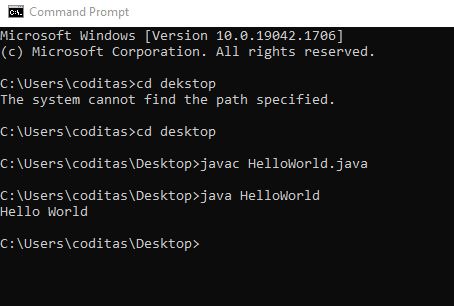 Command Prompt
Microsoft Windows [Version 10.0.19042.1706]
(c) Microsoft Corporation. All rights reserved.
C:\Users\coditas>cd dekstop
The system cannot find the path specified.
C:\Users\coditas>cd desktop
C:\Users\coditas\Desktop>javac HelloWorld.java
C:\Users\coditas\Desktop>java HelloWorld
Hello World
C:\Users\coditas\Desktop>